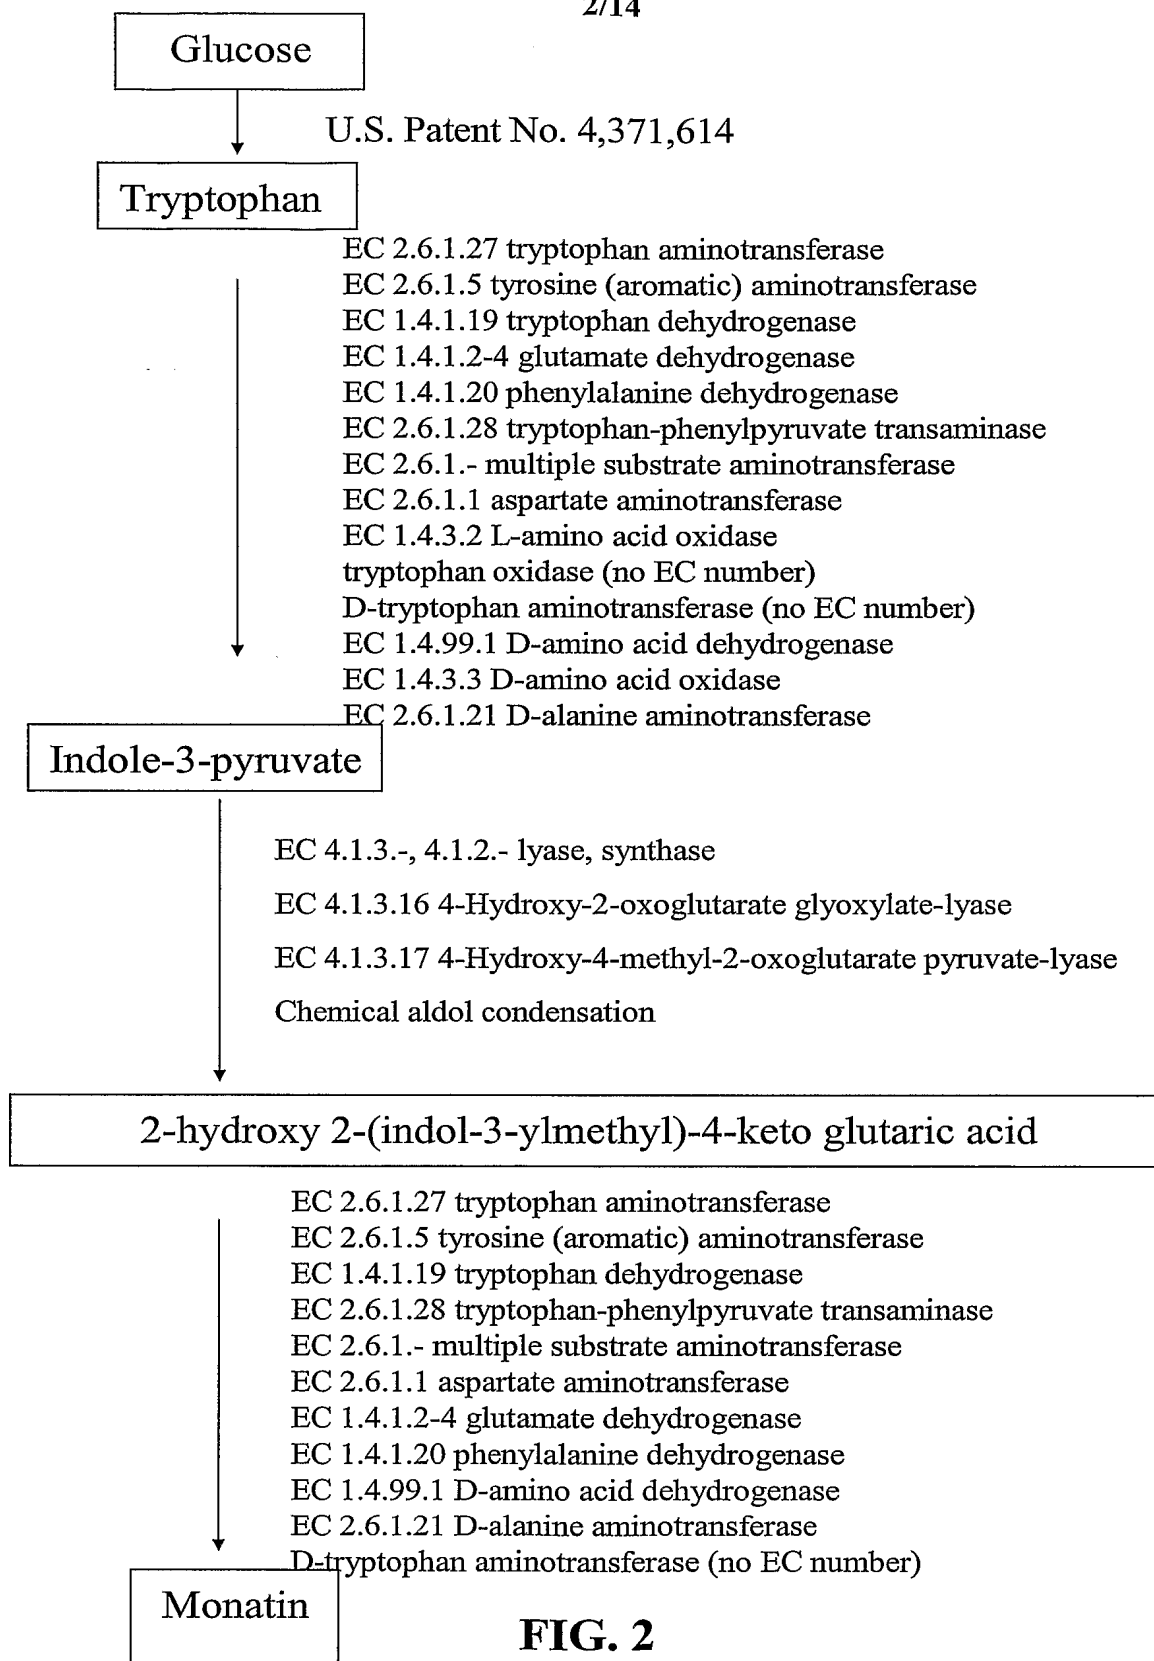 2/14
Glucose
U.S. Patent No. 4,371,614
Tryptophan
EC 2.6.1.27 tryptophan aminotransferase
EC 2.6.1.5 tyrosine (aromatic) aminotransferase
EC 1.4.1.19 tryptophan dehydrogenase
EC 1.4.1.2-4 glutamate dehydrogenase
EC 1.4.1.20 phenylalanine dehydrogenase
EC 2.6.1.28 tryptophan-phenylpyruvate transaminase
EC 2.6.1.- multiple substrate aminotransferase
EC 2.6.1.1 aspartate aminotransferase
EC 1.4.3.2 L-amino acid oxidase
tryptophan oxidase (no EC number)
D-tryptophan aminotransferase (no EC number)
EC 1.4.99.1 D-amino acid dehydrogenase
EC 1.4.3.3 D-amino acid oxidase
EC 2.6.1.21 D-alanine aminotransferase
Indole-3-pyruvate
EC 4.1.3.-, 4.1.2.- lyase, synthase
EC 4.1.3.16 4-Hydroxy-2-oxoglutarate glyoxylate-lyase
EC 4.1.3.17 4-Hydroxy-4-methyl-2-oxoglutarate pyruvate-lyase
Chemical aldol condensation
2-hydroxy 2-(indol-3-ylmethyl)-4-keto glutaric acid
EC 2.6.1.27 tryptophan aminotransferase
EC 2.6.1.5 tyrosine (aromatic) aminotransferase
EC 1.4.1.19 tryptophan dehydrogenase
EC 2.6.1.28 tryptophan-phenylpyruvate transaminase
EC 2.6.1.- multiple substrate aminotransferase
EC 2.6.1.1 aspartate aminotransferase
EC 1.4.1.2-4 glutamate dehydrogenase
EC 1.4.1.20 phenylalanine dehydrogenase
EC 1.4.99.1 D-amino acid dehydrogenase
EC 2.6.1.21 D-alanine aminotransferase
D-tryptophan aminotransferase (no EC number)
Monatin
FIG. 2